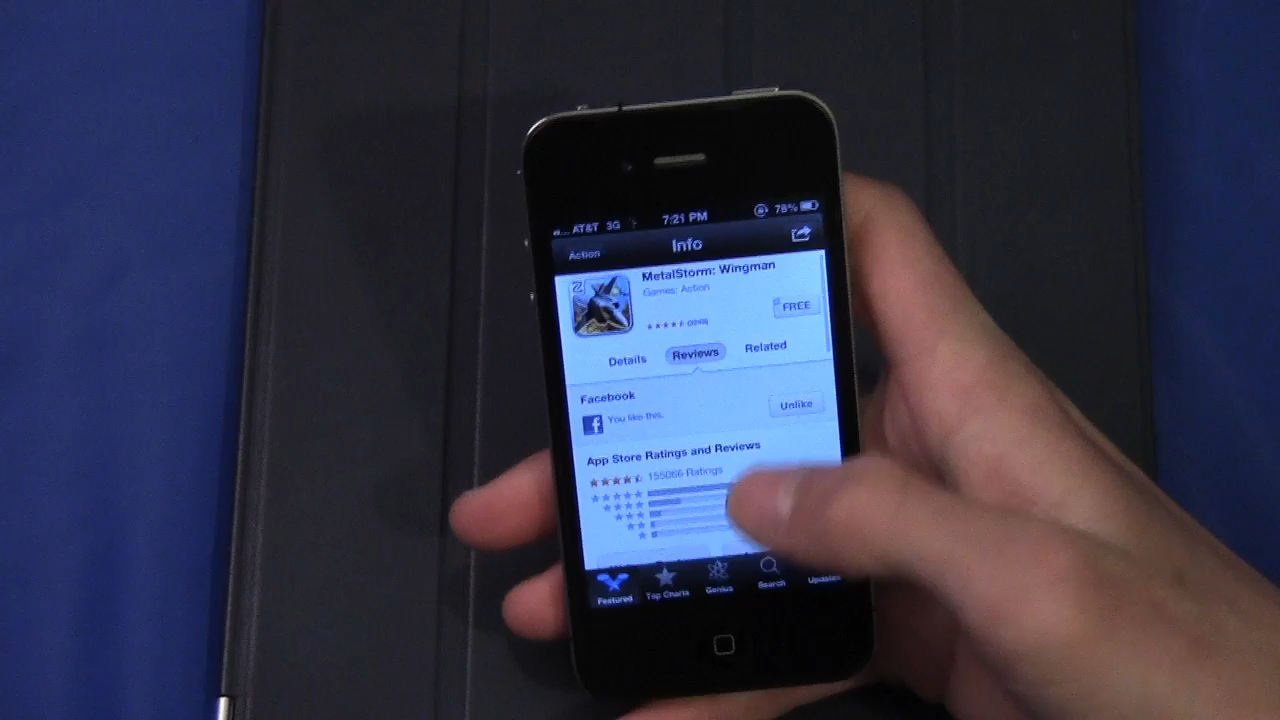 AT&T 3G 7:21 PM 78%
Action Info
MetalStorm: Wingman
Games: Action
FREE
Details Reviews Related
Facebook
f You like this. Unlike
App Store Ratings and Reviews
155066 Ratings
Featured Top Charts Genius Search Updates